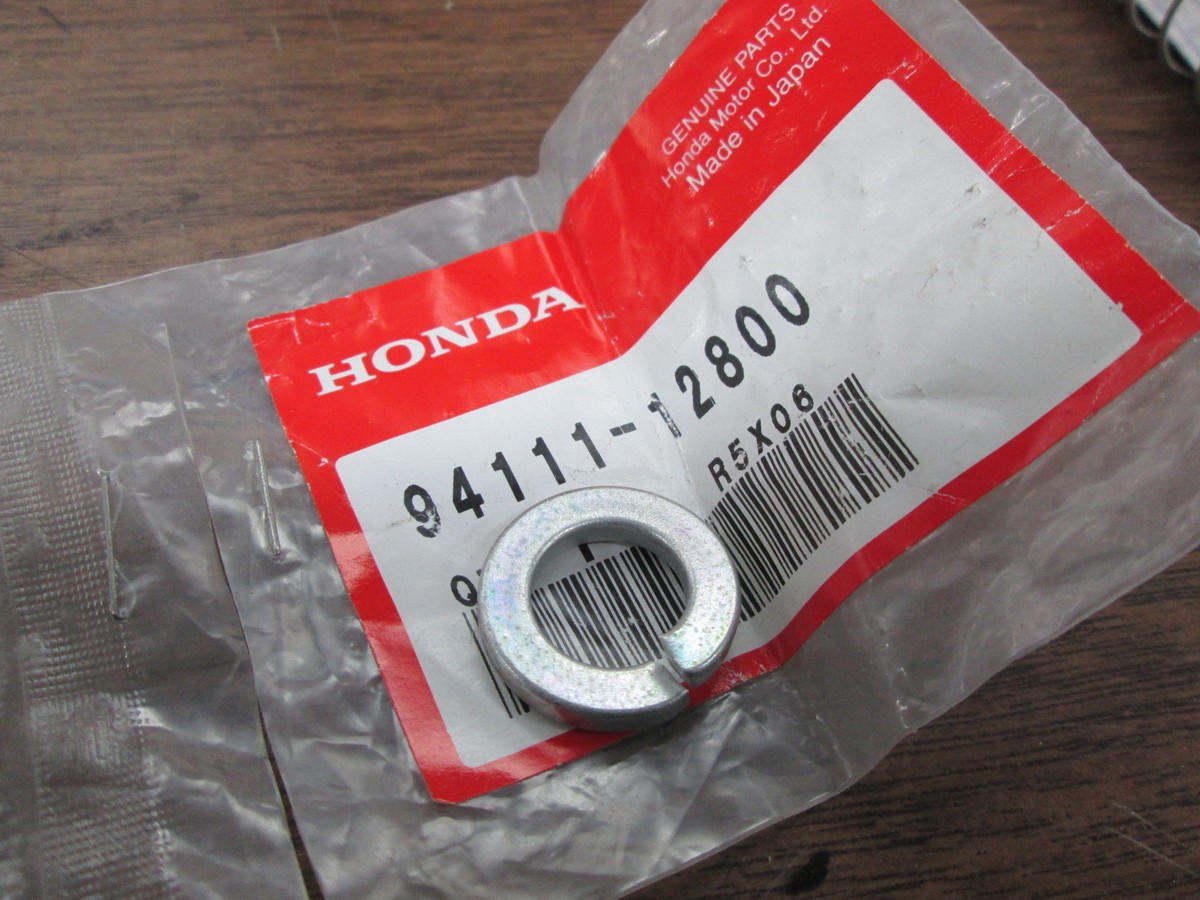 GENUINE PARTS
Honda Motor Co., Ltd.
Made in Japan
HONDA
94111-12800
R5X06